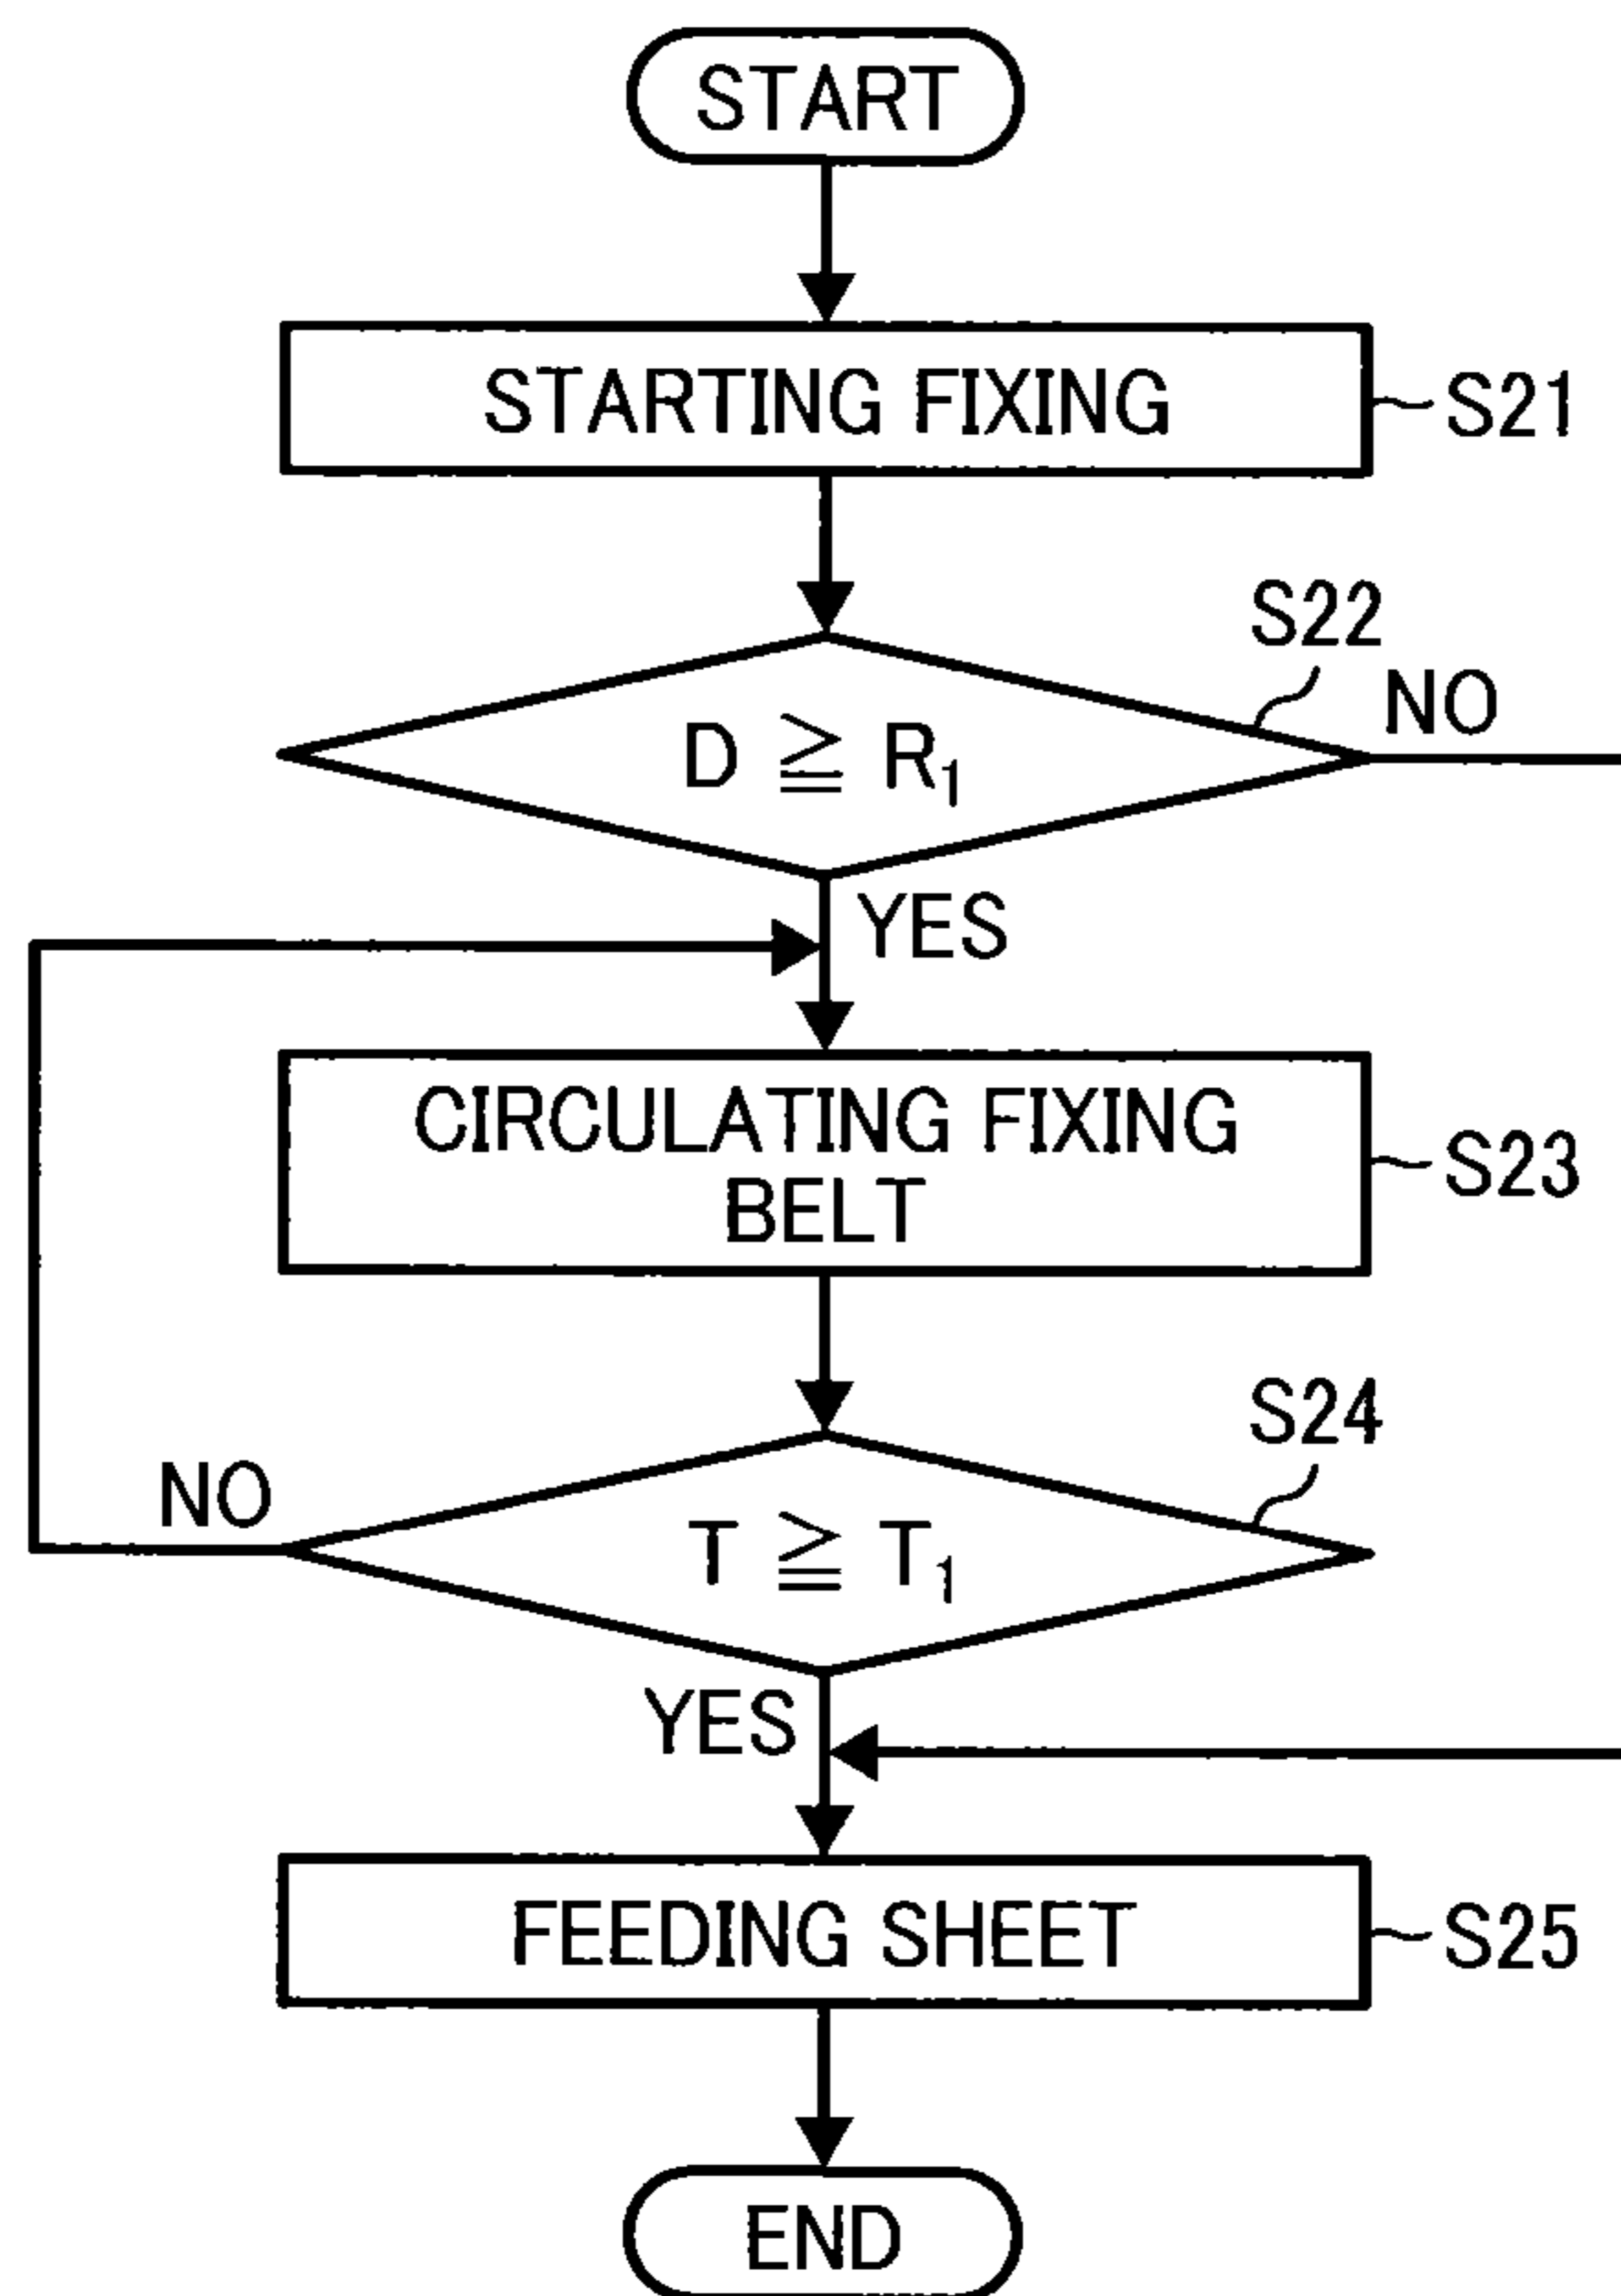 START
STARTING FIXING
S21
S22
NO
D ≧ R₁
YES
CIRCULATING FIXING
BELT
S23
S24
NO
T ≧ T₁
YES
FEEDING SHEET
S25
END